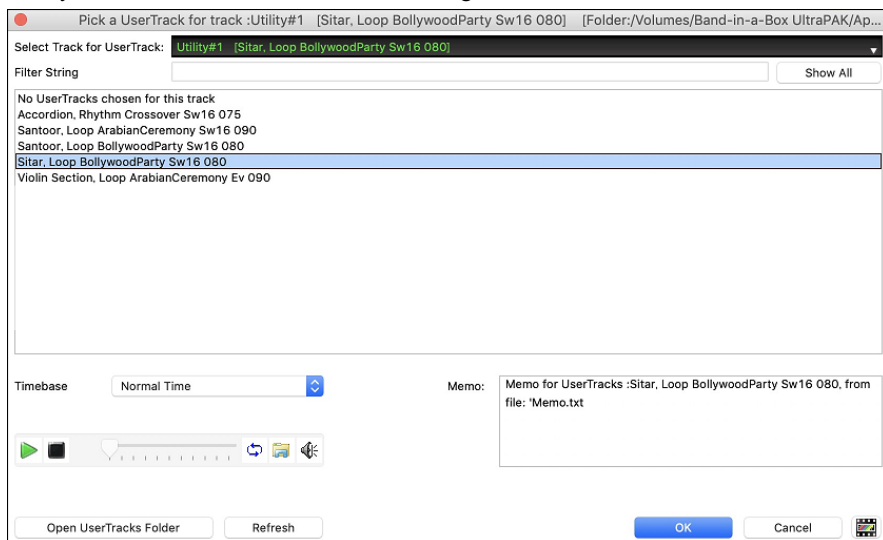 Pick a UserTrack for track :Utility#1 [Sitar, Loop BollywoodParty Sw16 080] [Folder:/Volumes/Band-in-a-Box UltraPAK/Ap...
Select Track for UserTrack: Utility#1 [Sitar, Loop BollywoodParty Sw16 080]
Filter String
Show All
No UserTracks chosen for this track
Accordion, Rhythm Crossover Sw16 075
Santoor, Loop ArabianCeremony Sw16 090
Santoor, Loop BollywoodParty Sw16 080
Sitar, Loop BollywoodParty Sw16 080
Violin Section, Loop ArabianCeremony Ev 090
Timebase Normal Time
Memo: Memo for UserTracks :Sitar, Loop BollywoodParty Sw16 080, from
file: 'Memo.txt
Open UserTracks Folder Refresh OK Cancel